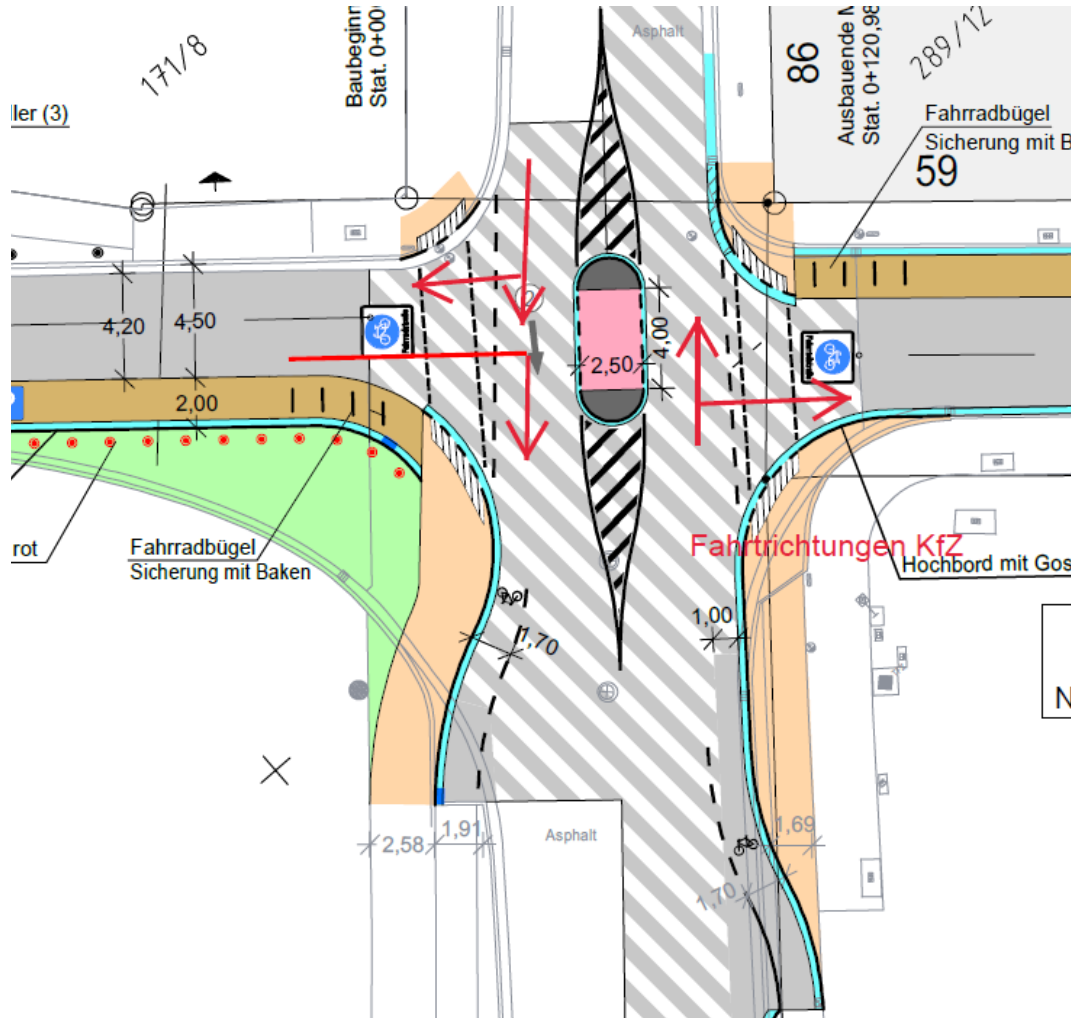 171/8
Baubeginn
Stat. 0+00
Asphalt
86
Ausbauende M
Stat. 0+120,98
289/12
ller (3)
Fahrradbügel
Sicherung mit B
59
4,20
4,50
2
4,00
2,50
Fahrradstraße
2,00
rot
Fahrradbügel
Sicherung mit Baken
Fahrtrichtungen KfZ
Hochbord mit Gos
1,00
1,70
N
Asphalt
2,58
1,91
1,69
1,70